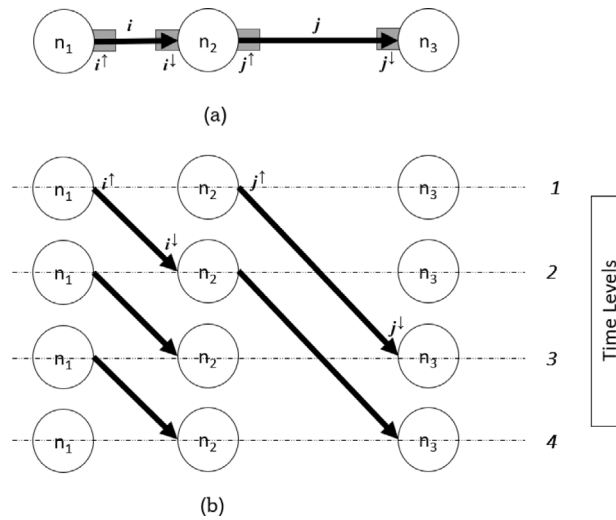 i j
n₁ n₂ n₃
i↑ i↓ j↑ j↓
(a)
n₁ i↑ n₂ j↑ n₃ 1
i↓
n₁ n₂ n₃ 2
j↓
n₁ n₂ n₃ 3
n₁ n₂ n₃ 4
Time Levels
(b)